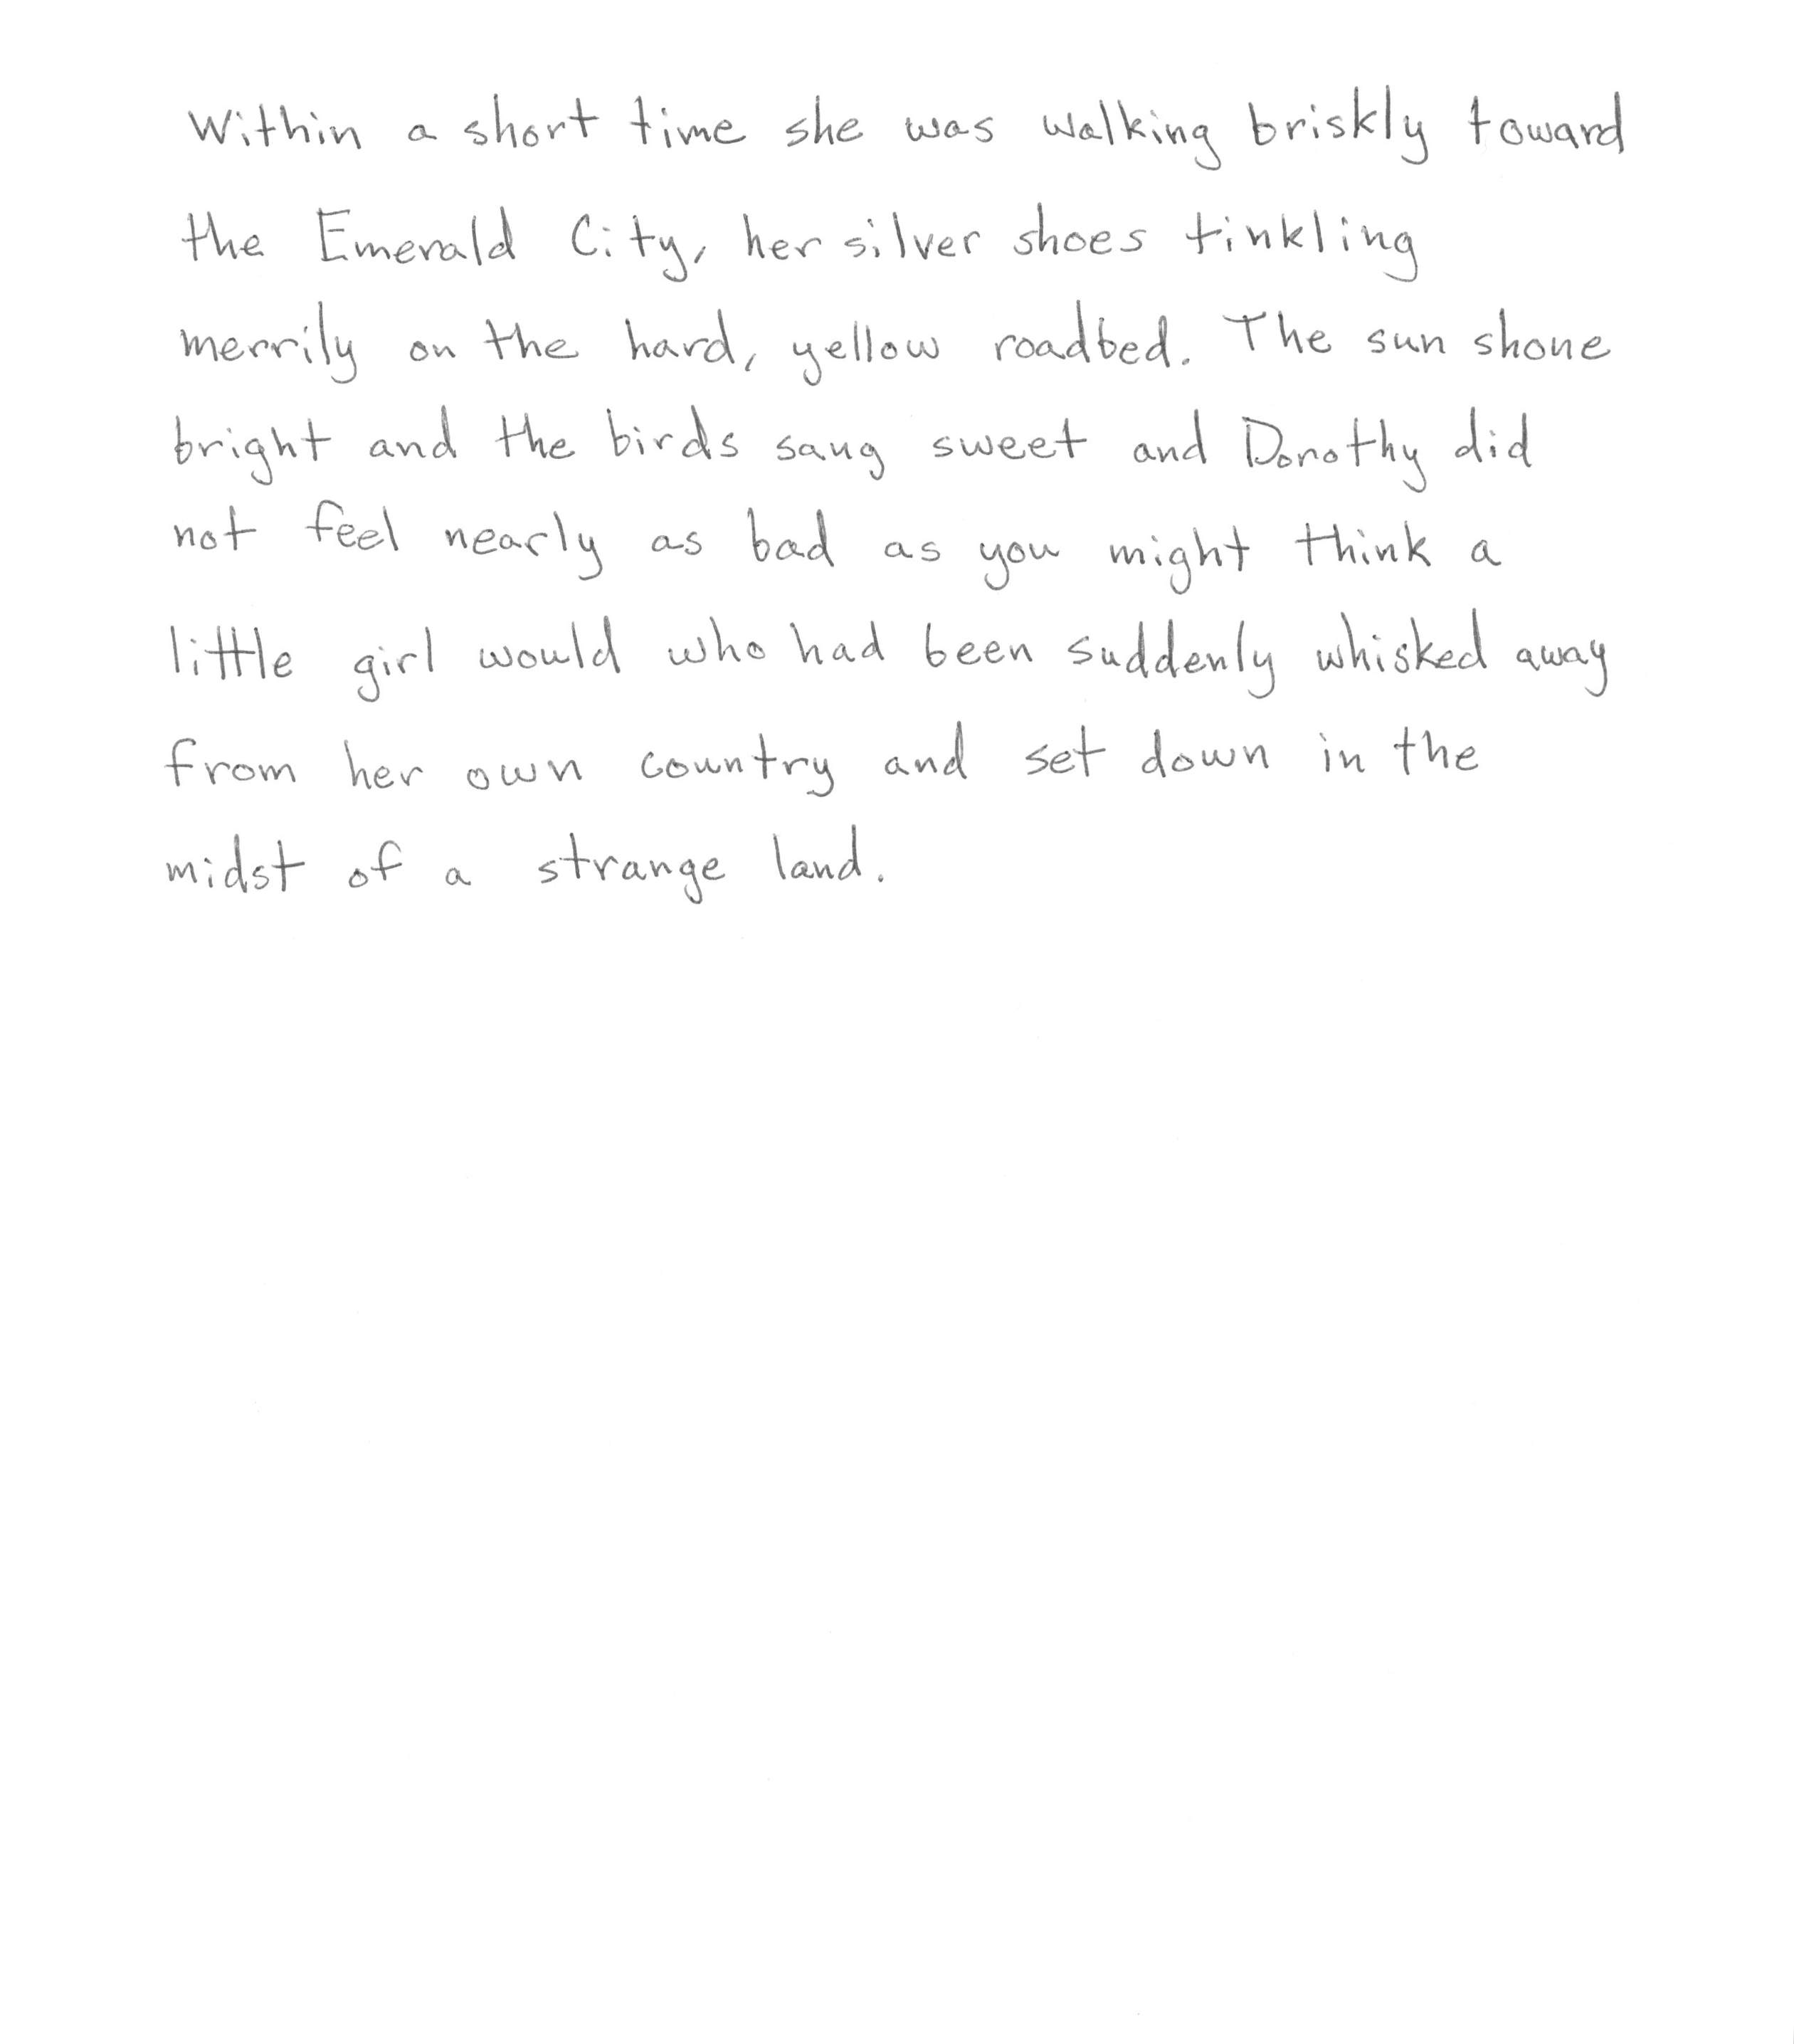 Within a short time she was walking briskly toward
the Emerald City, her silver shoes tinkling
merrily on the hard, yellow roadbed. The sun shone
bright and the birds sang sweet and Dorothy did
not feel nearly as bad as you might think a
little girl would who had been suddenly whisked away
from her own country and set down in the
midst of a strange land.